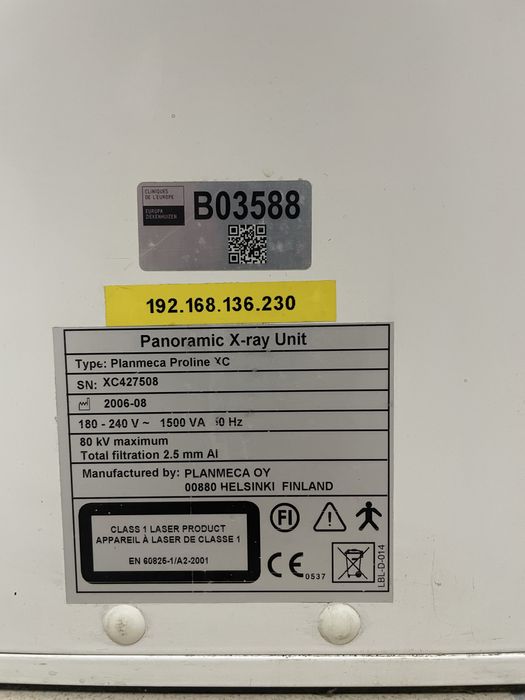 CLINIQUES
DE L'EUROPE
EUROPA
ZIEKENHUIZEN
B03588
192.168.136.230
Panoramic X-ray Unit
Type: Planmeca Proline XC
SN: XC427508
2006-08
180 - 240 V ~ 1500 VA 50 Hz
80 kV maximum
Total filtration 2.5 mm Al
Manufactured by: PLANMECA OY
00880 HELSINKI FINLAND
CLASS 1 LASER PRODUCT
APPAREIL À LASER DE CLASSE 1
EN 60825-1/A2-2001
FI
CE 0537
LBL-D-014